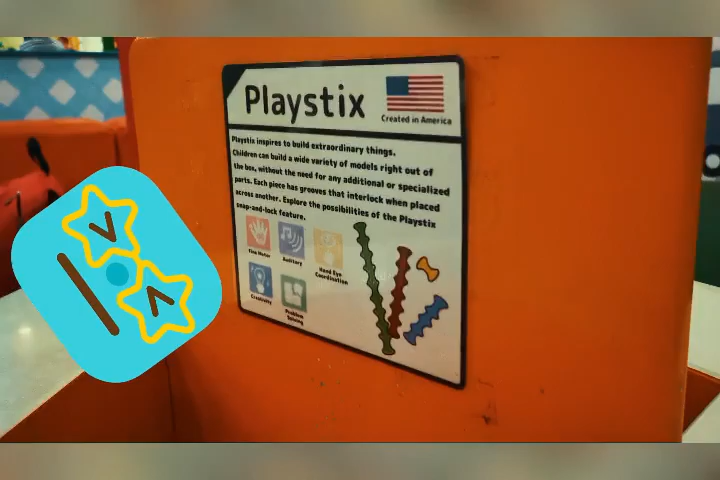 Playstix
Created in America
Playstix inspires to build extraordinary things.
Children can build a wide variety of models right out of
the box, without the need for any additional or specialized
parts. Each piece has grooves that interlock when placed
across another. Explore the possibilities of the Playstix
snap-and-lock feature.
Fine Motor
Auditory
Hand Eye
Coordination
Creativity
Problem
Solving